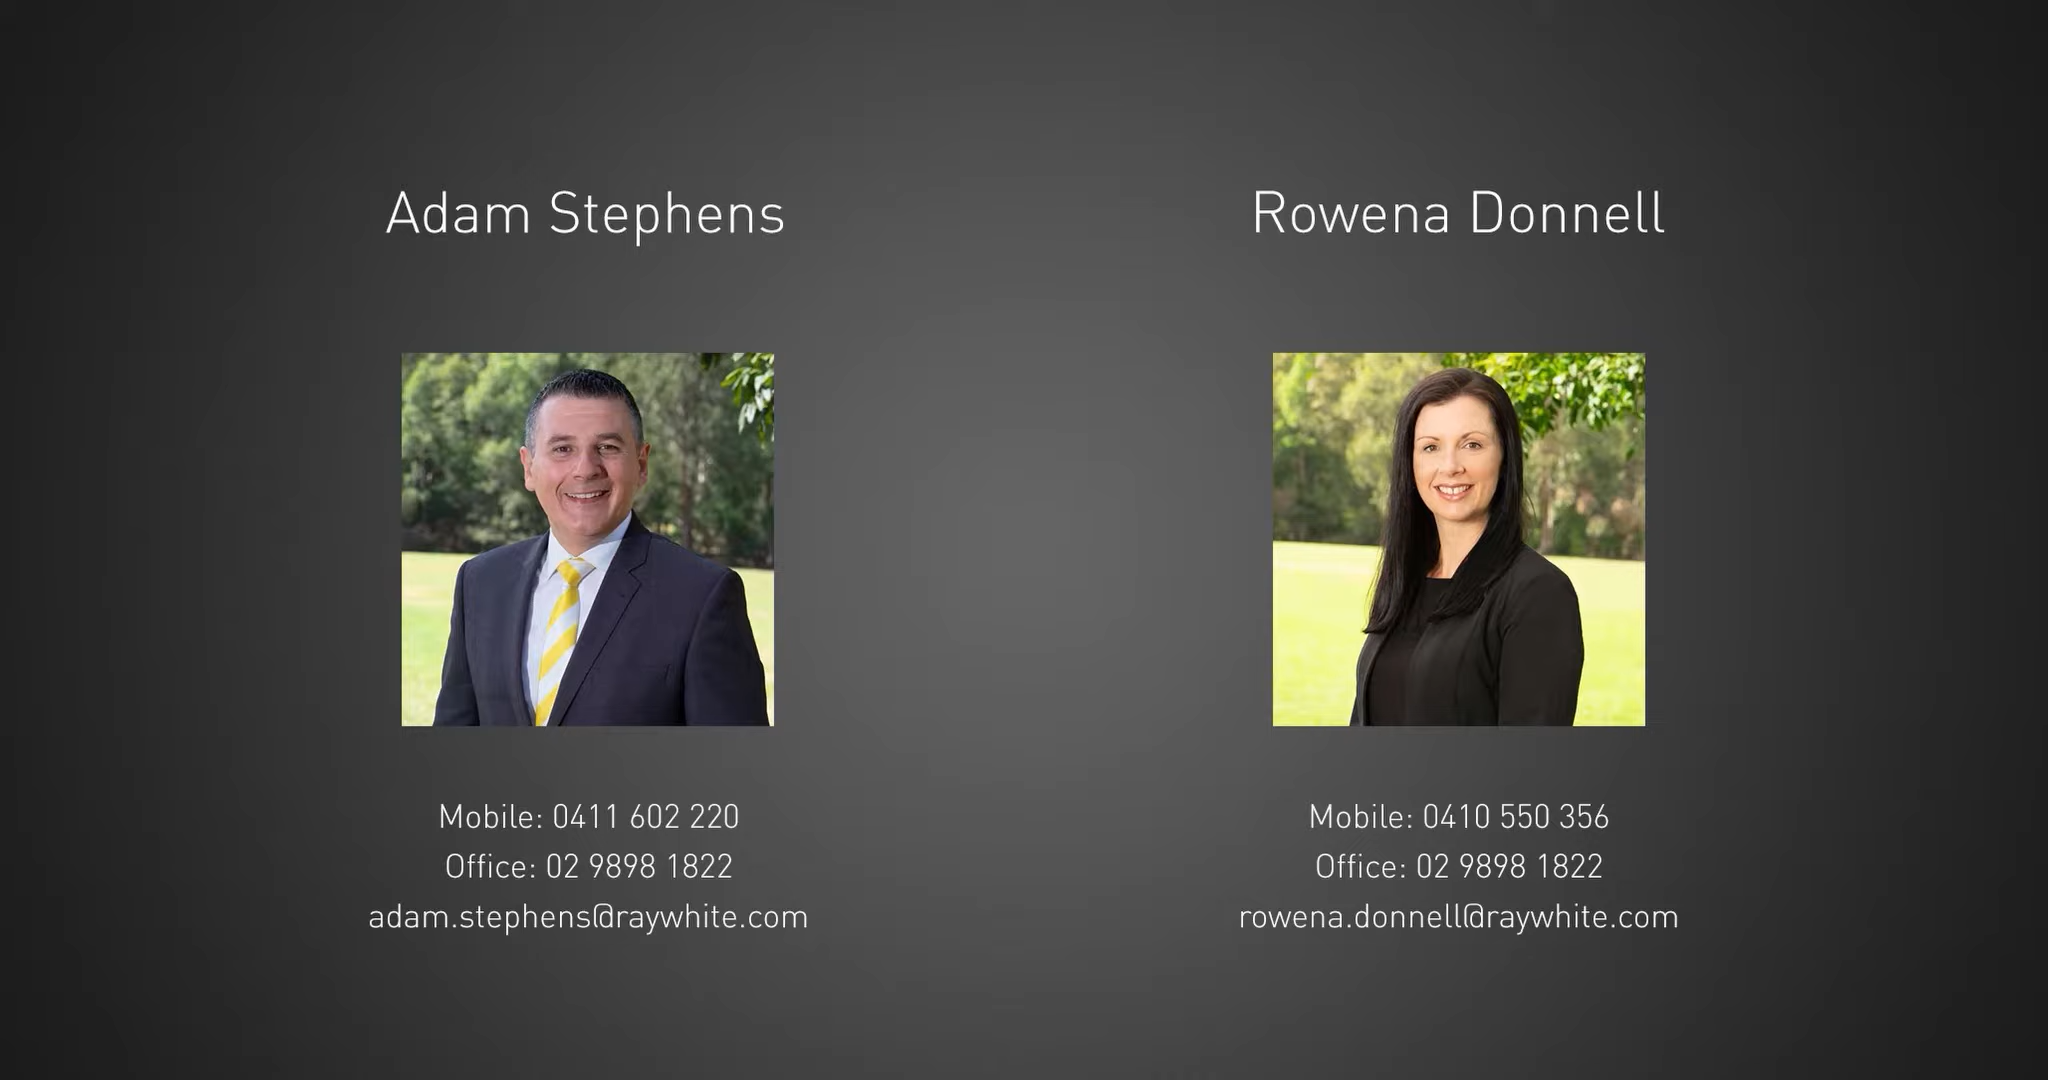 Adam Stephens
Mobile: 0411 602 220
Office: 02 9898 1822
adam.stephens@raywhite.com
Rowena Donnell
Mobile: 0410 550 356
Office: 02 9898 1822
rowena.donnell@raywhite.com